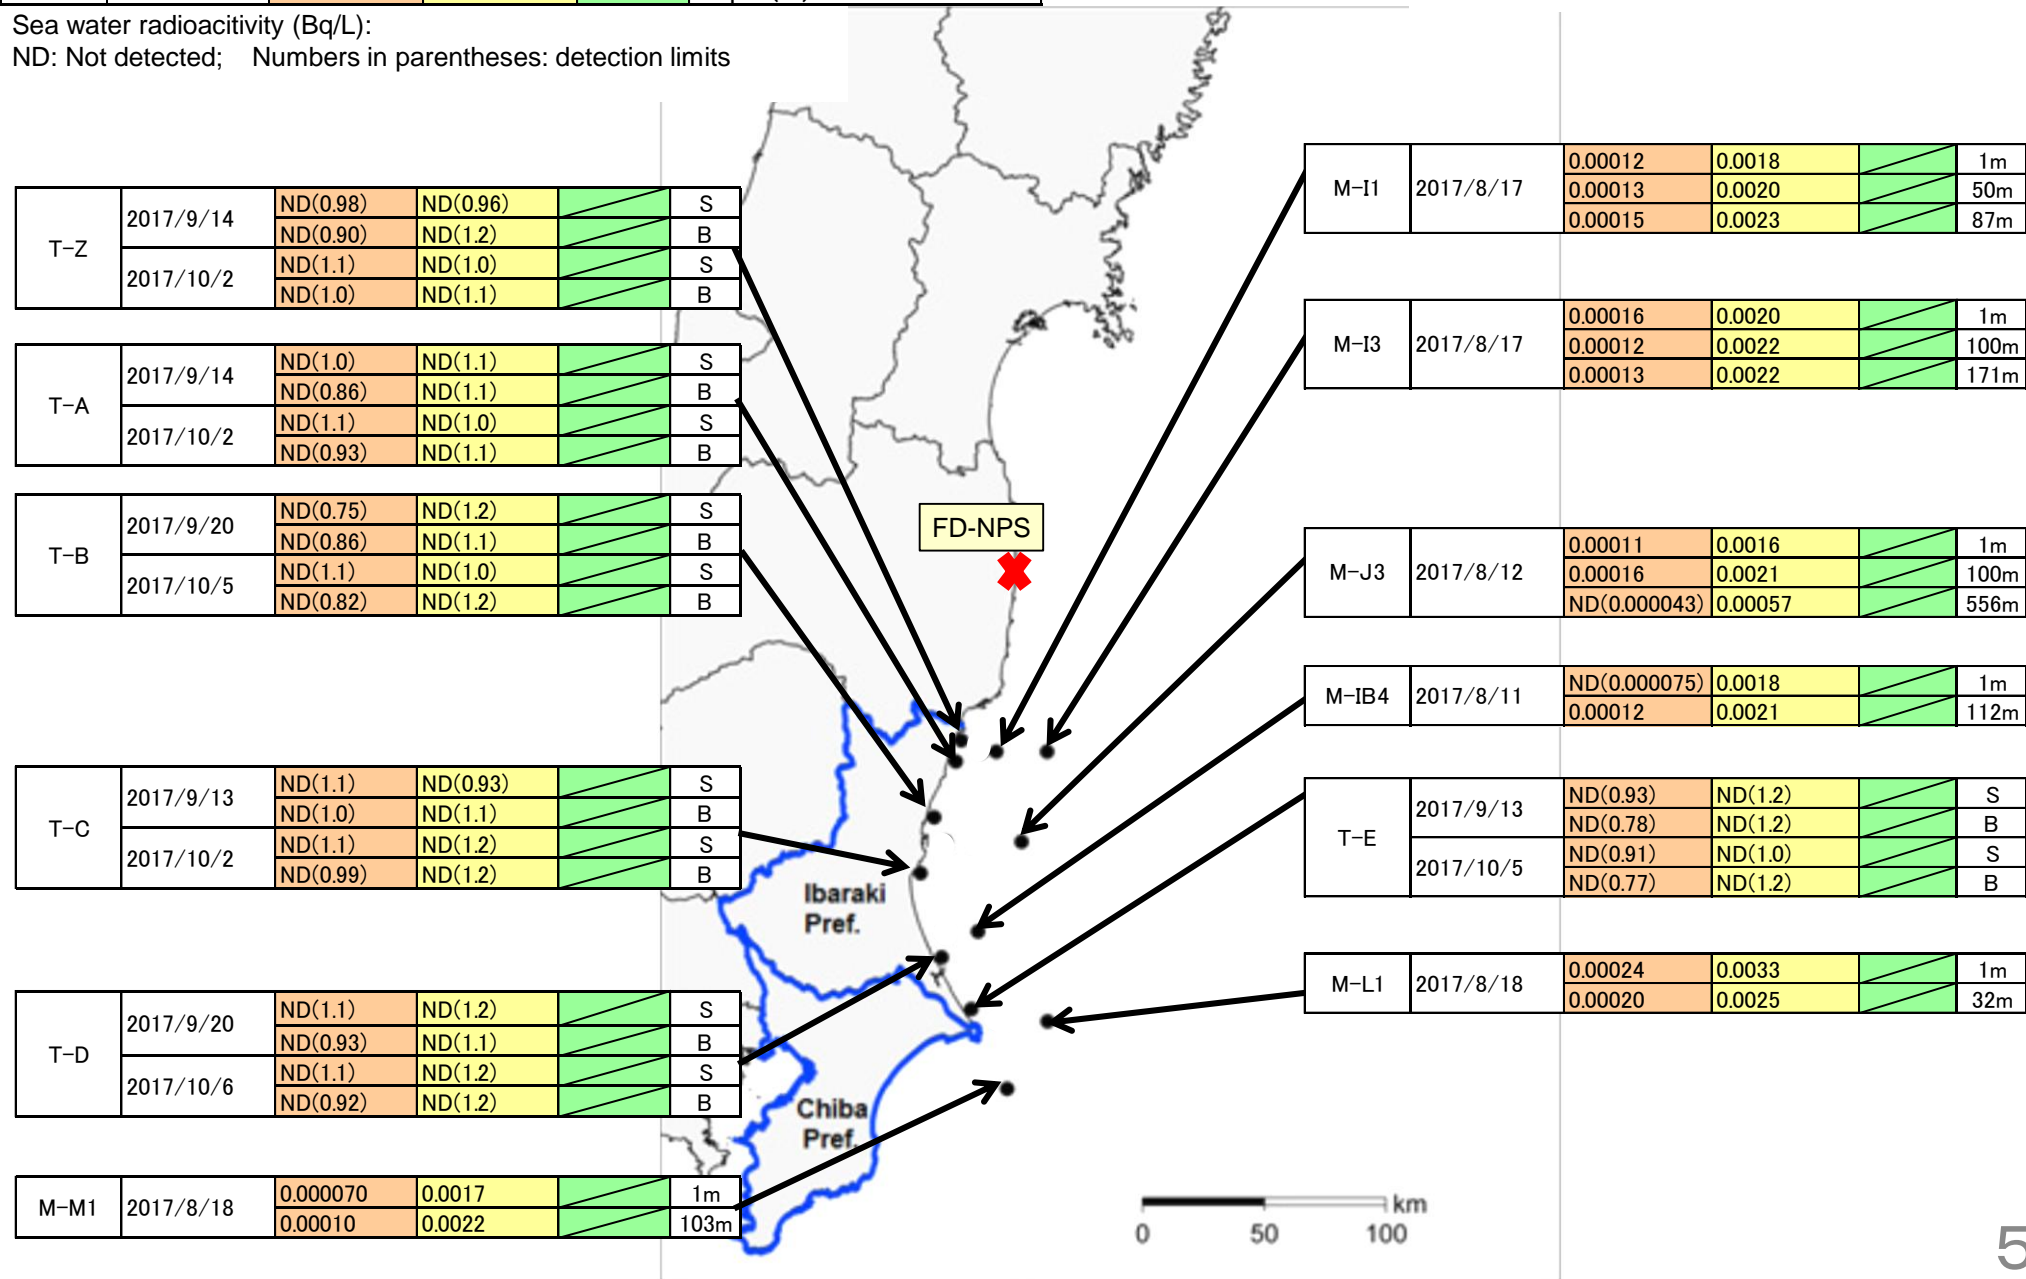 Sea water radioacitivity (Bq/L):
ND: Not detected; Numbers in parentheses: detection limits
T-Z 2017/9/14 ND(0.98) ND(0.96) S
ND(0.90) ND(1.2) B
2017/10/2 ND(1.1) ND(1.0) S
ND(1.0) ND(1.1) B
T-A 2017/9/14 ND(1.0) ND(1.1) S
ND(0.86) ND(1.1) B
2017/10/2 ND(1.1) ND(1.0) S
ND(0.93) ND(1.1) B
T-B 2017/9/20 ND(0.75) ND(1.2) S
ND(0.86) ND(1.1) B
2017/10/5 ND(1.1) ND(1.0) S
ND(0.82) ND(1.2) B
T-C 2017/9/13 ND(1.1) ND(0.93) S
ND(1.0) ND(1.1) B
2017/10/2 ND(1.1) ND(1.2) S
ND(0.99) ND(1.2) B
T-D 2017/9/20 ND(1.1) ND(1.2) S
ND(0.93) ND(1.1) B
2017/10/6 ND(1.1) ND(1.2) S
ND(0.92) ND(1.2) B
M-M1 2017/8/18 0.000070 0.0017 1m
0.00010 0.0022 103m
FD-NPS
Ibaraki
Pref.
Chiba
Pref.
M-I1 2017/8/17 0.00012 0.0018 1m
0.00013 0.0020 50m
0.00015 0.0023 87m
M-I3 2017/8/17 0.00016 0.0020 1m
0.00012 0.0022 100m
0.00013 0.0022 171m
M-J3 2017/8/12 0.00011 0.0016 1m
0.00016 0.0021 100m
ND(0.000043) 0.00057 556m
M-IB4 2017/8/11 ND(0.000075) 0.0018 1m
0.00012 0.0021 112m
T-E 2017/9/13 ND(0.93) ND(1.2) S
ND(0.78) ND(1.2) B
2017/10/5 ND(0.91) ND(1.0) S
ND(0.77) ND(1.2) B
M-L1 2017/8/18 0.00024 0.0033 1m
0.00020 0.0025 32m
km
0 50 100
5